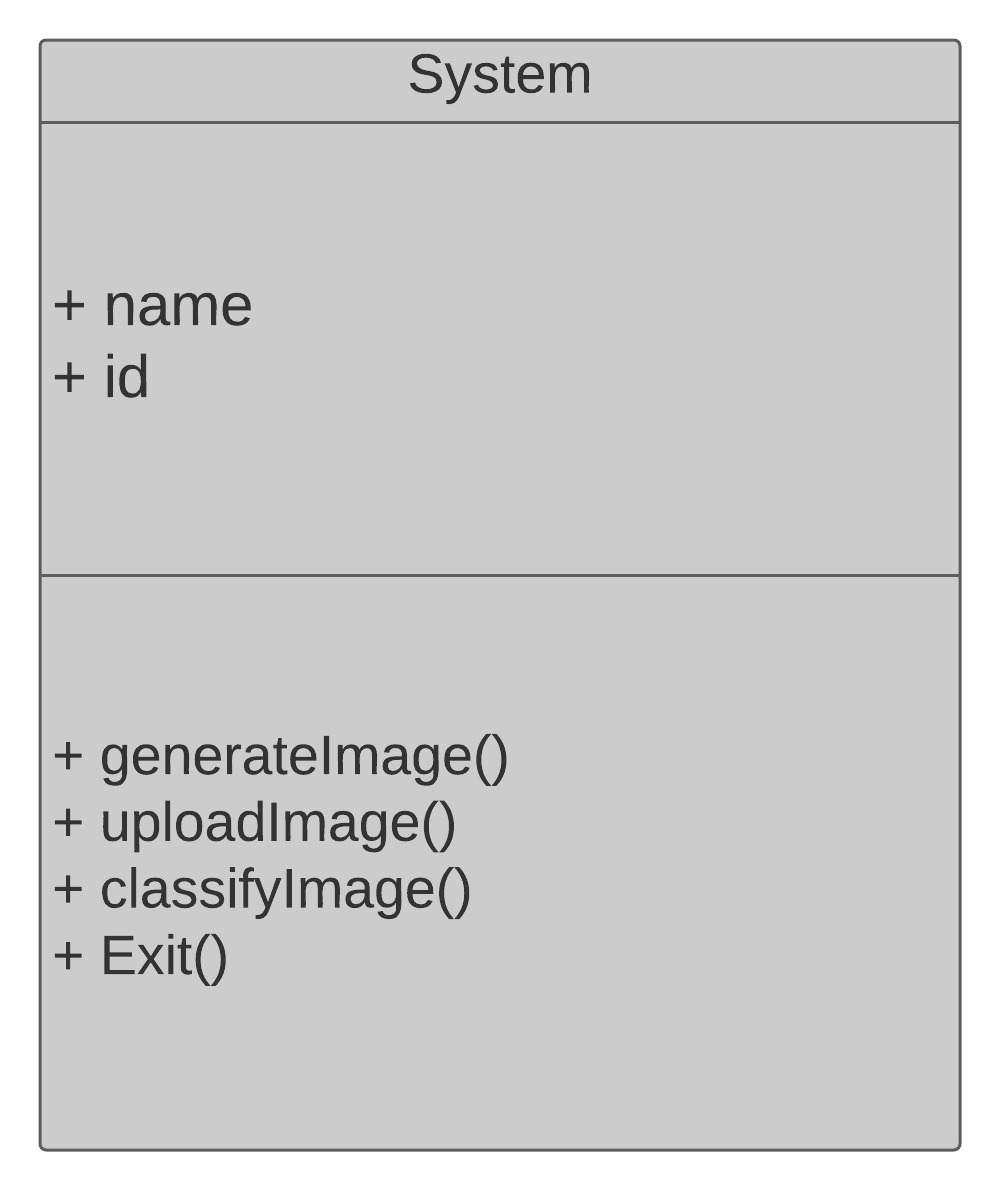 System
+ name
+ id
+ generateImage()
+ uploadImage()
+ classifyImage()
+ Exit()